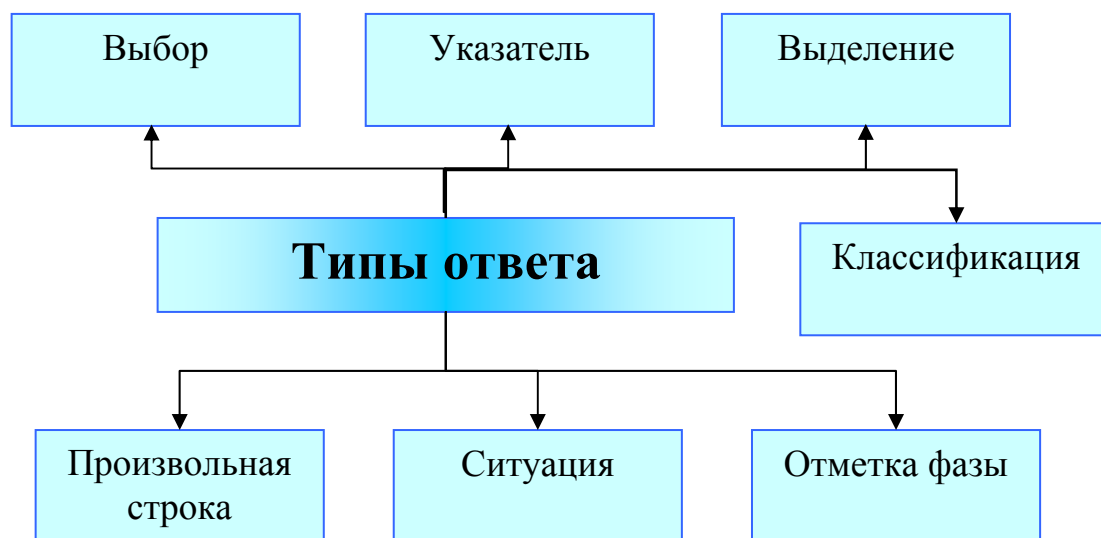 Выбор
Указатель
Выделение
Типы ответа
Классификация
Произвольная
строка
Ситуация
Отметка фазы